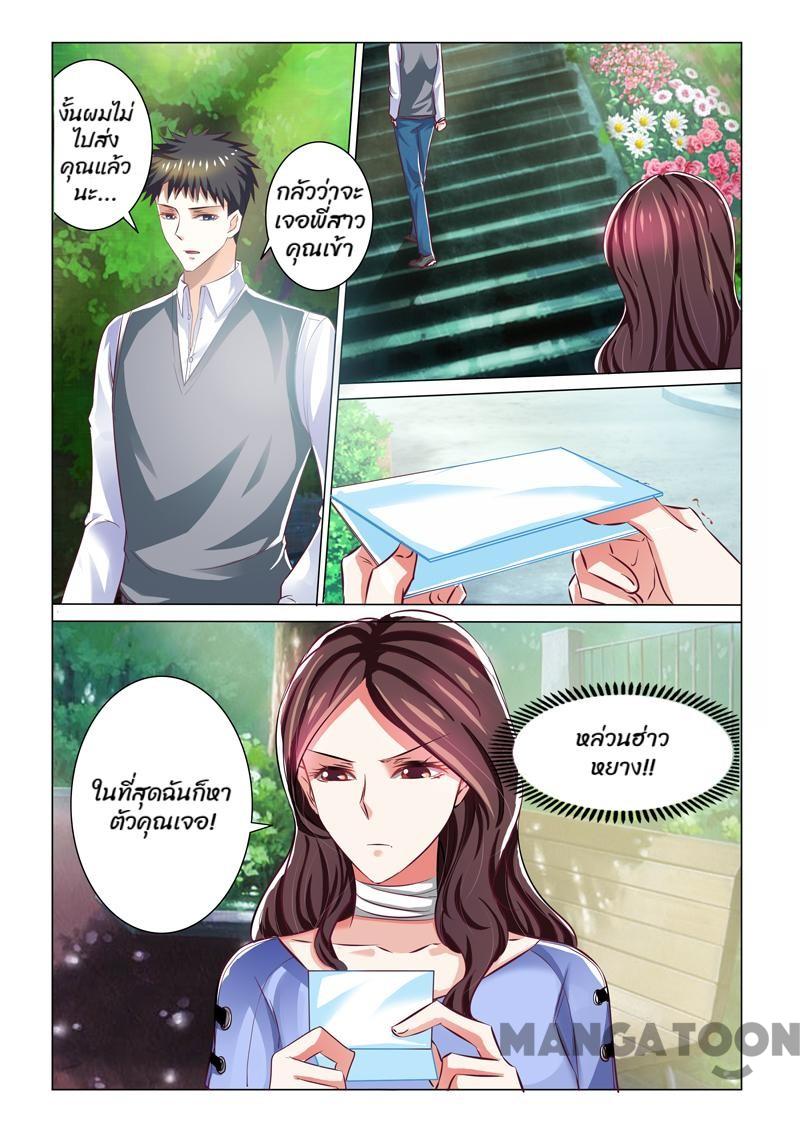 งั้นผมไม่
ไปส่ง
คุณแล้ว
นะ...
กลัวว่าจะ
เจอพี่สาว
คุณเข้า
หล่วนฮ่าว
หยาง!!
ในที่สุดฉันก็หา
ตัวคุณเจอ!
MANGATOON